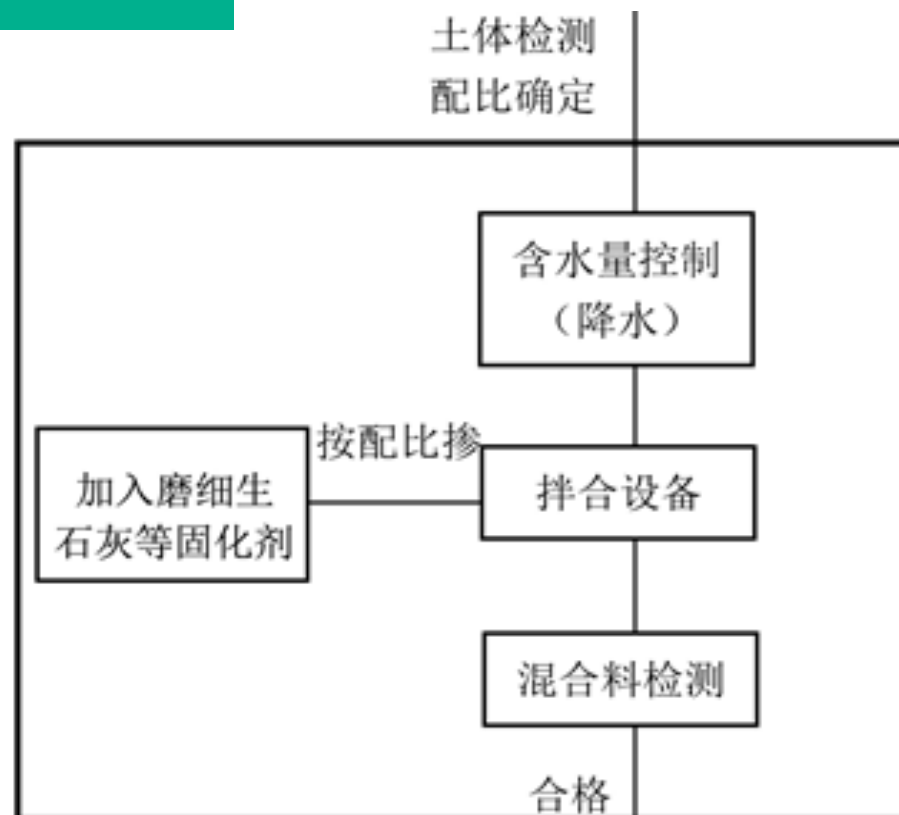 土体检测
配比确定
含水量控制
（降水）
按配比掺
加入磨细生
石灰等固化剂
拌合设备
混合料检测
合格